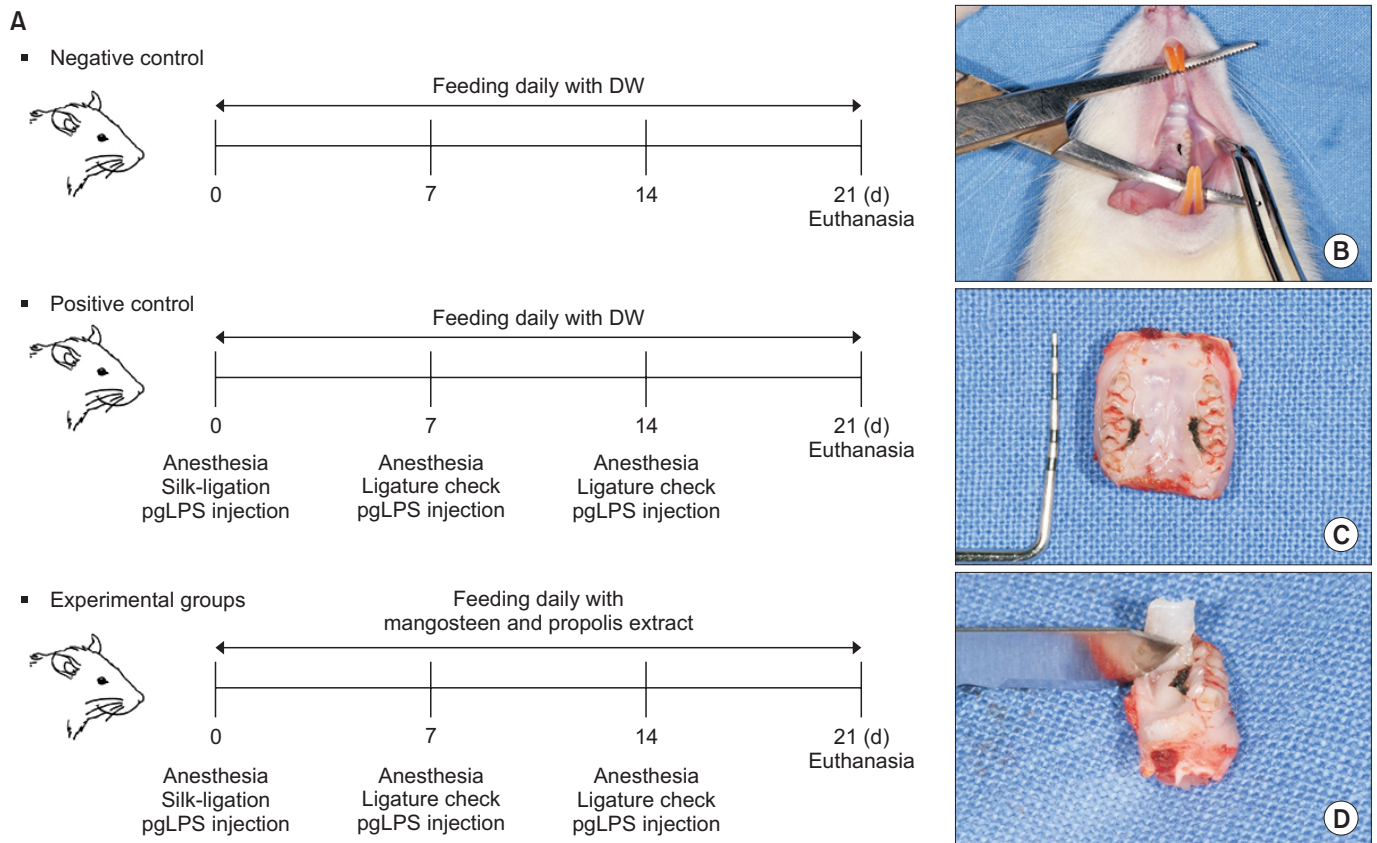 A
▪ Negative control
Feeding daily with DW
0
7
14
21 (d)
Euthanasia
▪ Positive control
Feeding daily with DW
0
7
14
21 (d)
Euthanasia
Anesthesia
Silk-ligation
pgLPS injection
Anesthesia
Ligature check
pgLPS injection
Anesthesia
Ligature check
pgLPS injection
▪ Experimental groups
Feeding daily with
mangosteen and propolis extract
0
7
14
21 (d)
Euthanasia
Anesthesia
Silk-ligation
pgLPS injection
Anesthesia
Ligature check
pgLPS injection
Anesthesia
Ligature check
pgLPS injection
B
C
D